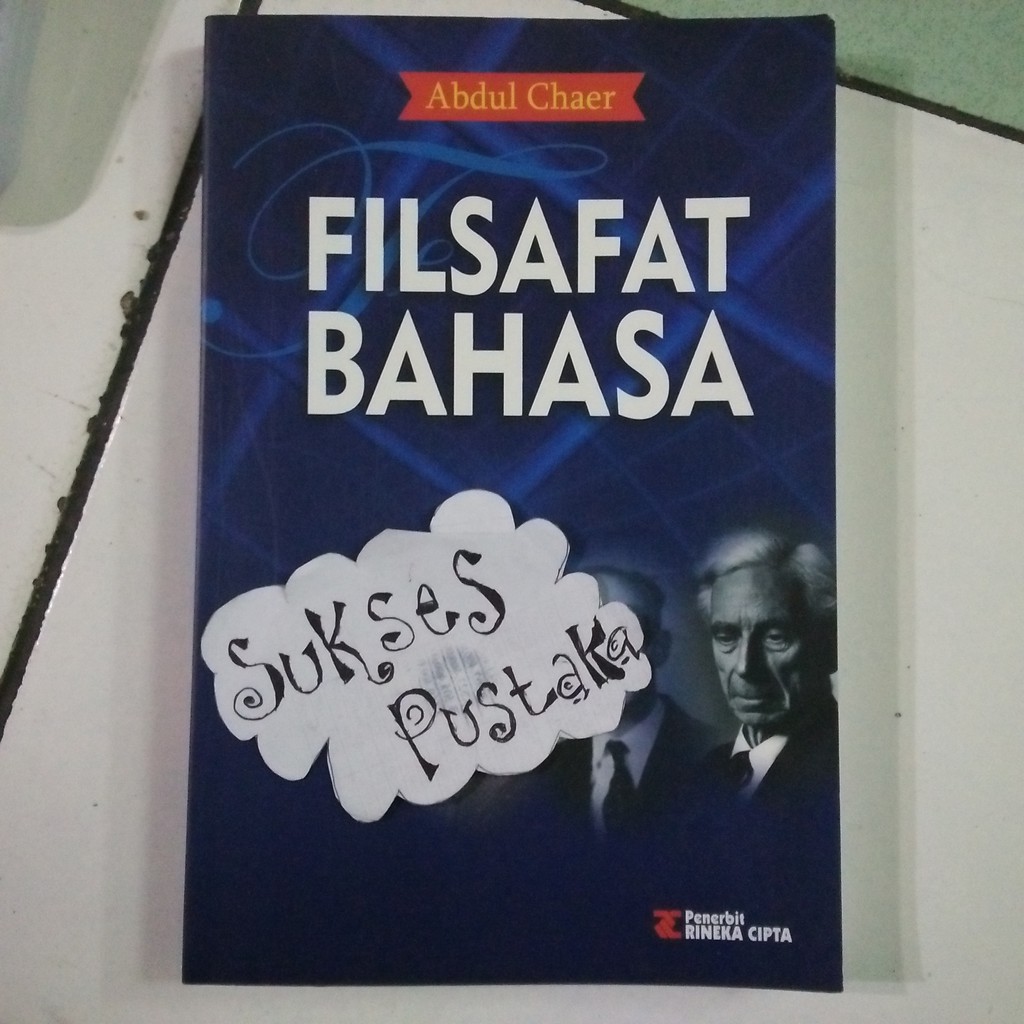 Abdul Chaer
FILSAFAT
BAHASA
Sukses
Pustaka
Penerbit
RINEKA CIPTA